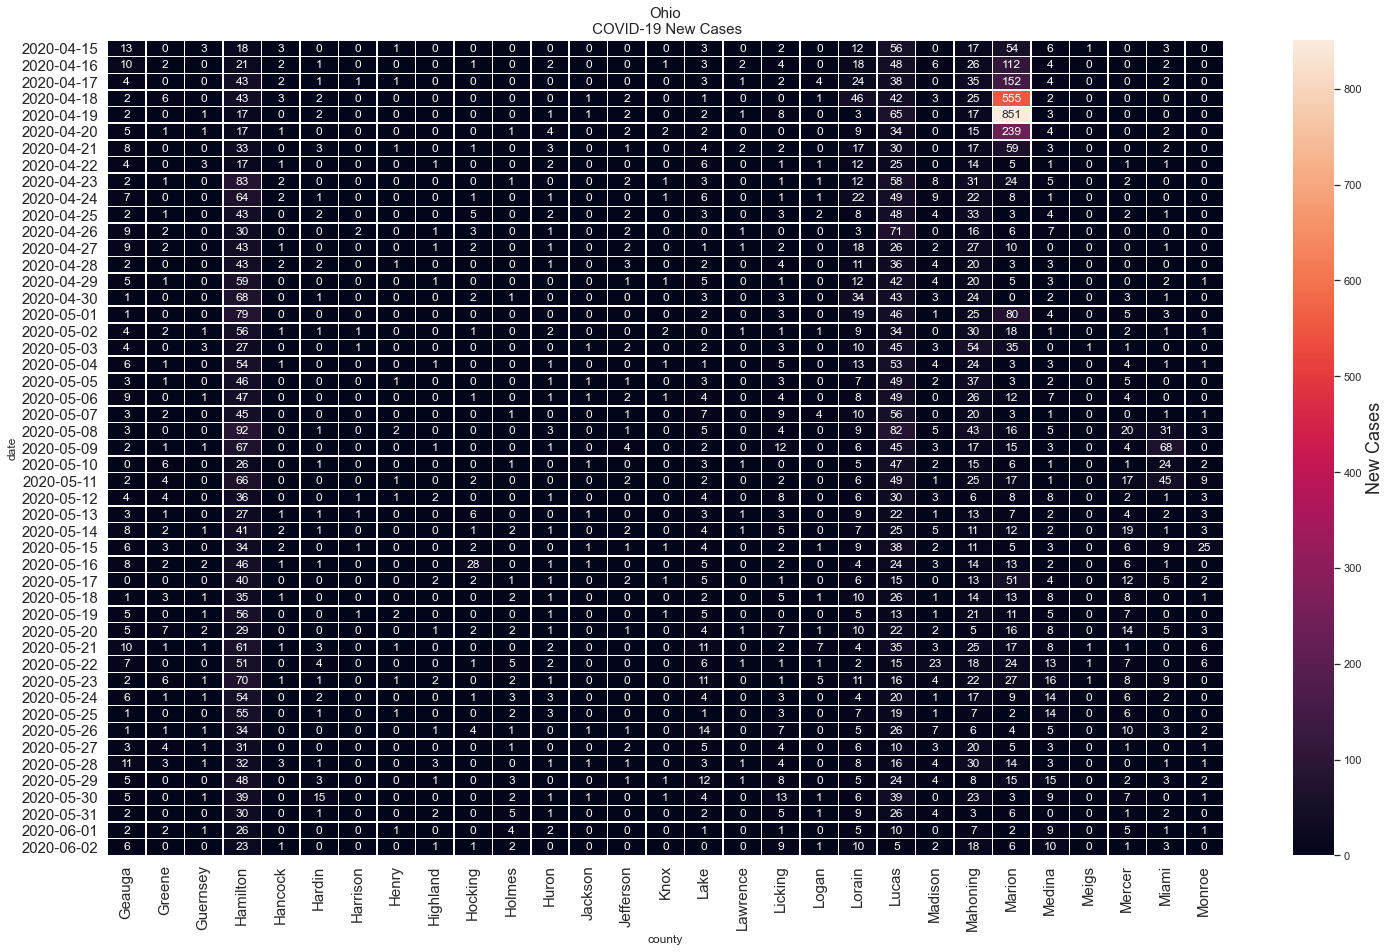 Ohio
COVID-19 New Cases
2020-04-15 13 0 3 18 3 0 0 1 0 0 0 0 0 0 0 3 0 2 0 12 56 0 17 54 6 1 0 3 0
2020-04-16 10 2 0 21 2 1 0 0 0 1 0 2 0 0 1 3 2 4 0 18 48 6 26 112 4 0 0 2 0
2020-04-17 4 0 0 43 2 1 1 1 0 0 0 0 0 0 0 3 1 2 4 24 38 0 35 152 4 0 0 2 0
2020-04-18 2 6 0 43 3 2 0 0 0 0 0 0 1 2 0 1 0 0 1 46 42 3 25 555 2 0 0 0 0
2020-04-19 2 0 1 17 0 2 0 0 0 0 0 0 1 1 2 0 2 1 8 0 3 65 0 17 851 3 0 0 0 0
2020-04-20 5 1 1 17 1 0 0 0 0 0 1 4 0 2 2 2 0 0 0 9 34 0 15 239 4 0 0 2 0
2020-04-21 8 0 0 33 0 3 0 1 0 1 0 3 0 1 0 4 2 2 0 17 30 0 17 59 3 0 0 2 0
2020-04-22 4 0 3 17 1 0 0 0 1 0 0 2 0 0 0 6 0 1 1 12 25 0 14 5 1 0 1 1 0
2020-04-23 2 1 0 83 2 0 0 0 0 0 1 0 0 2 1 3 0 1 1 12 58 8 31 24 5 0 2 0 0
2020-04-24 7 0 0 64 2 1 0 0 0 1 0 1 0 0 1 6 0 1 1 22 49 9 22 8 1 0 0 0 0
2020-04-25 2 1 0 43 0 2 0 0 0 5 0 2 0 2 0 3 0 3 2 8 48 4 33 3 4 0 2 1 0
2020-04-26 9 2 0 30 0 0 2 0 1 3 0 1 0 2 0 0 1 0 0 3 71 0 16 6 7 0 0 0 0
2020-04-27 9 2 0 43 1 0 0 0 1 2 0 1 0 2 0 1 1 2 0 18 26 2 27 10 0 0 0 1 0
2020-04-28 2 0 0 43 2 2 0 1 0 0 0 1 0 3 0 2 0 4 0 11 36 4 20 3 3 0 0 0 0
2020-04-29 5 1 0 59 0 0 0 0 1 0 0 0 0 1 1 5 0 1 0 12 42 4 20 5 3 0 0 2 1
2020-04-30 1 0 0 68 0 1 0 0 0 2 1 0 0 0 0 3 0 3 0 34 43 3 24 0 2 0 3 1 0
2020-05-01 1 0 0 79 0 0 0 0 0 0 0 0 0 0 0 2 0 3 0 19 46 1 25 80 4 0 5 3 0
2020-05-02 4 2 1 56 1 1 1 0 0 1 0 2 0 0 2 0 1 1 1 9 34 0 30 18 1 0 2 1 1
2020-05-03 4 0 3 27 0 0 1 0 0 0 0 0 1 2 0 2 0 3 0 10 45 3 54 35 0 1 1 0 0
2020-05-04 6 1 0 54 1 0 0 0 1 0 0 1 0 0 1 1 0 5 0 13 53 4 24 3 3 0 4 1 1
2020-05-05 3 1 0 46 0 0 0 1 0 0 0 1 1 1 0 3 0 3 0 7 49 2 37 3 2 0 5 0 0
2020-05-06 9 0 1 47 0 0 0 0 0 1 0 1 1 2 1 4 0 4 0 8 49 0 26 12 7 0 4 0 0
2020-05-07 3 2 0 45 0 0 0 0 0 0 1 0 0 1 0 7 0 9 4 10 56 0 20 3 1 0 0 1 1
2020-05-08 3 0 0 92 0 1 0 2 0 0 0 3 0 1 0 5 0 4 0 9 82 5 43 16 5 0 20 31 3
2020-05-09 2 1 1 67 0 0 0 0 1 0 0 1 0 4 0 2 0 12 0 6 45 3 17 15 3 0 4 68 0
2020-05-10 0 6 0 26 0 1 0 0 0 0 1 0 1 0 0 3 1 0 0 5 47 2 15 6 1 0 1 24 2
2020-05-11 2 4 0 66 0 0 0 1 0 2 0 0 0 2 0 2 0 2 0 6 49 1 25 17 1 0 17 45 9
2020-05-12 4 4 0 36 0 0 1 1 2 0 0 0 0 0 0 4 0 8 0 6 30 3 6 8 8 0 2 1 3
2020-05-13 3 1 0 27 1 1 1 0 0 6 0 0 1 0 0 3 1 3 0 9 22 1 13 7 2 0 4 2 3
2020-05-14 8 2 1 41 2 1 0 0 0 1 2 1 0 2 0 4 1 5 0 7 25 5 11 12 2 0 19 1 3
2020-05-15 6 3 0 34 2 0 1 0 0 2 0 0 1 1 1 4 0 2 1 9 38 2 11 5 3 0 6 9 25
2020-05-16 8 2 2 46 1 1 0 0 0 28 0 1 1 0 0 5 0 2 0 4 24 3 14 13 2 0 6 1 0
2020-05-17 0 0 0 40 0 0 0 0 2 2 1 1 0 2 1 5 0 1 0 6 15 0 13 51 4 0 12 5 2
2020-05-18 1 3 1 35 1 0 0 0 0 0 2 1 0 0 0 2 0 5 1 10 26 1 14 13 8 0 8 0 1
2020-05-19 5 0 1 56 0 0 1 2 0 0 0 1 0 0 1 5 0 0 0 5 13 1 21 11 5 0 7 0 0
2020-05-20 5 7 2 29 0 0 0 0 1 2 2 1 0 1 0 4 1 7 1 10 22 2 5 16 8 0 14 5 3
2020-05-21 10 1 1 61 1 3 0 1 0 0 0 2 0 0 0 11 0 2 7 4 35 3 25 17 8 1 1 0 6
2020-05-22 7 0 0 51 0 4 0 0 0 1 5 2 0 0 0 6 1 1 1 2 15 23 18 24 13 1 7 0 6
2020-05-23 2 6 1 70 1 1 0 1 2 0 2 1 0 0 0 11 0 1 5 11 16 4 22 27 16 1 8 9 0
2020-05-24 6 1 1 54 0 2 0 0 0 1 3 3 0 0 0 4 0 3 0 4 20 1 17 9 14 0 6 2 0
2020-05-25 1 0 0 55 0 1 0 1 0 0 2 3 0 0 0 1 0 3 0 7 19 1 7 2 14 0 6 0 0
2020-05-26 1 1 1 34 0 0 0 0 1 4 1 0 1 1 0 14 0 7 0 5 26 7 6 4 5 0 10 3 2
2020-05-27 3 4 1 31 0 0 0 0 0 0 1 0 0 2 0 5 0 4 0 6 10 3 20 5 3 0 1 0 1
2020-05-28 11 3 1 32 3 1 0 0 3 0 0 1 1 1 0 3 1 4 0 8 16 4 30 14 3 0 0 1 1
2020-05-29 5 0 0 48 0 3 0 0 1 0 3 0 0 1 1 12 1 8 0 5 24 4 8 15 15 0 2 3 2
2020-05-30 5 0 1 39 0 15 0 0 0 0 2 1 1 0 1 4 0 13 1 6 39 0 23 3 9 0 7 0 1
2020-05-31 2 0 0 30 0 1 0 0 2 0 5 1 0 0 0 2 0 5 1 9 26 4 3 6 0 0 1 2 0
2020-06-01 2 2 1 26 0 0 0 1 0 0 4 2 0 0 0 1 0 1 0 5 10 0 7 2 9 0 5 1 1
2020-06-02 6 0 0 23 1 0 0 0 1 1 2 0 0 0 0 0 0 9 1 10 5 2 18 6 10 0 1 3 0
Geauga Greene Guernsey Hamilton Hancock Hardin Harrison Henry Highland Hocking Holmes Huron Jackson Jefferson Knox Lake Lawrence Licking Logan Lorain Lucas Madison Mahoning Marion Medina Meigs Mercer Miami Monroe
county
date
800
700
600
500
400
300
200
100
0
New Cases